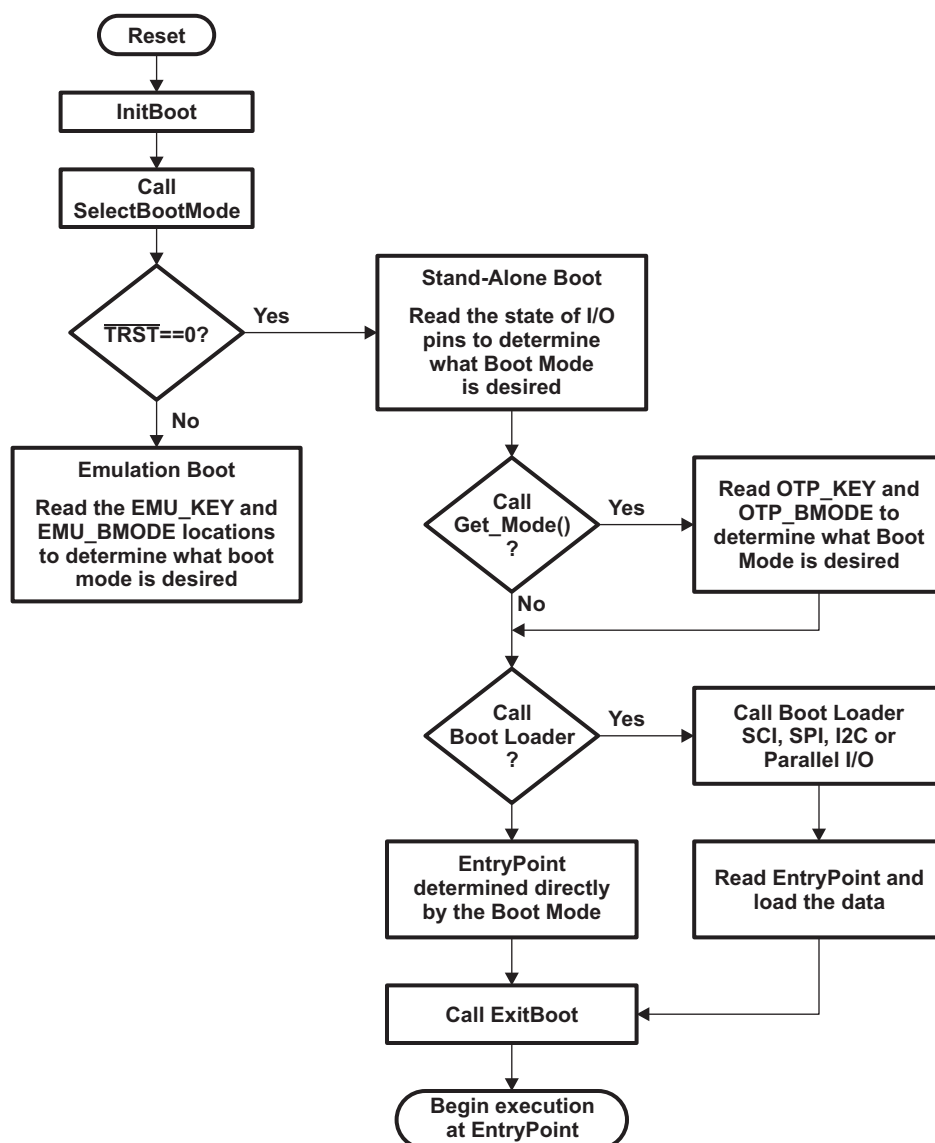 Reset
InitBoot
Call
SelectBootMode
TRST==0?
Yes
No
Stand-Alone Boot
Read the state of I/O
pins to determine
what Boot Mode
is desired
Emulation Boot
Read the EMU_KEY and
EMU_BMODE locations
to determine what boot
mode is desired
Call
Get_Mode()
?
Yes
No
Read OTP_KEY and
OTP_BMODE to
determine what Boot
Mode is desired
Call
Boot Loader
?
Yes
Call Boot Loader
SCI, SPI, I2C or
Parallel I/O
EntryPoint
determined directly
by the Boot Mode
Read EntryPoint and
load the data
Call ExitBoot
Begin execution
at EntryPoint